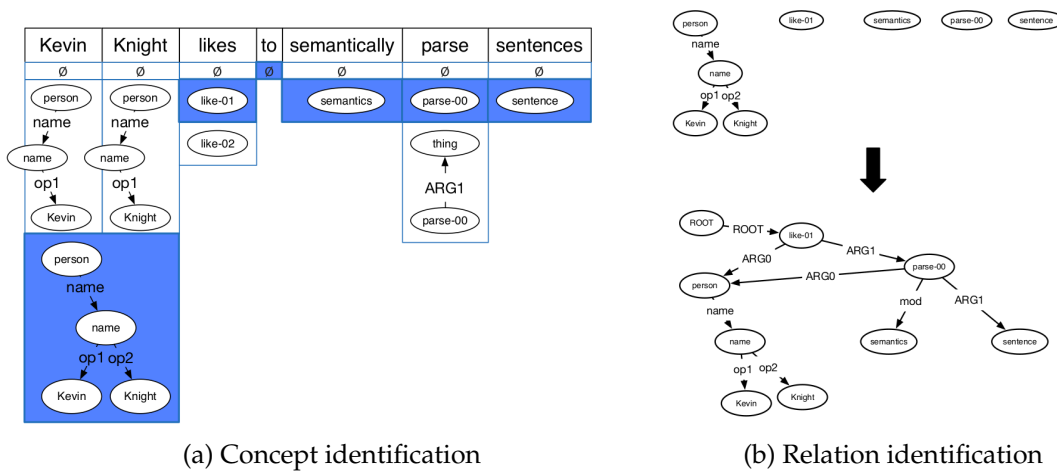 Kevin Knight likes to semantically parse sentences
Ø Ø Ø Ø Ø Ø Ø
person person like-01 semantics parse-00 sentence
name name
like-02 thing
name name
op1 op1
ARG1
Kevin Knight parse-00
person
name
name
op1 op2
Kevin Knight
(a) Concept identification
person like-01 semantics parse-00 sentence
name
name
op1 op2
Kevin Knight
ROOT ROOT like-01
ARG0 ARG1
person ARG0 parse-00
name mod ARG1
name semantics sentence
op1 op2
Kevin Knight
(b) Relation identification